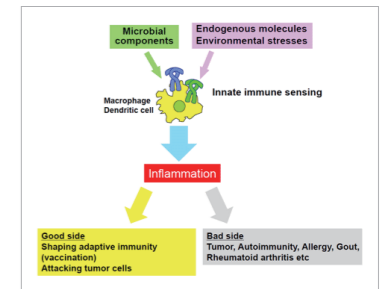 Microbial
components
Endogenous molecules
Environmental stresses
Macrophage
Dendritic cell
Innate immune sensing
Inflammation
Good side
Shaping adaptive immunity
(vaccination)
Attacking tumor cells
Bad side
Tumor, Autoimmunity, Allergy, Gout,
Rheumatoid arthritis etc